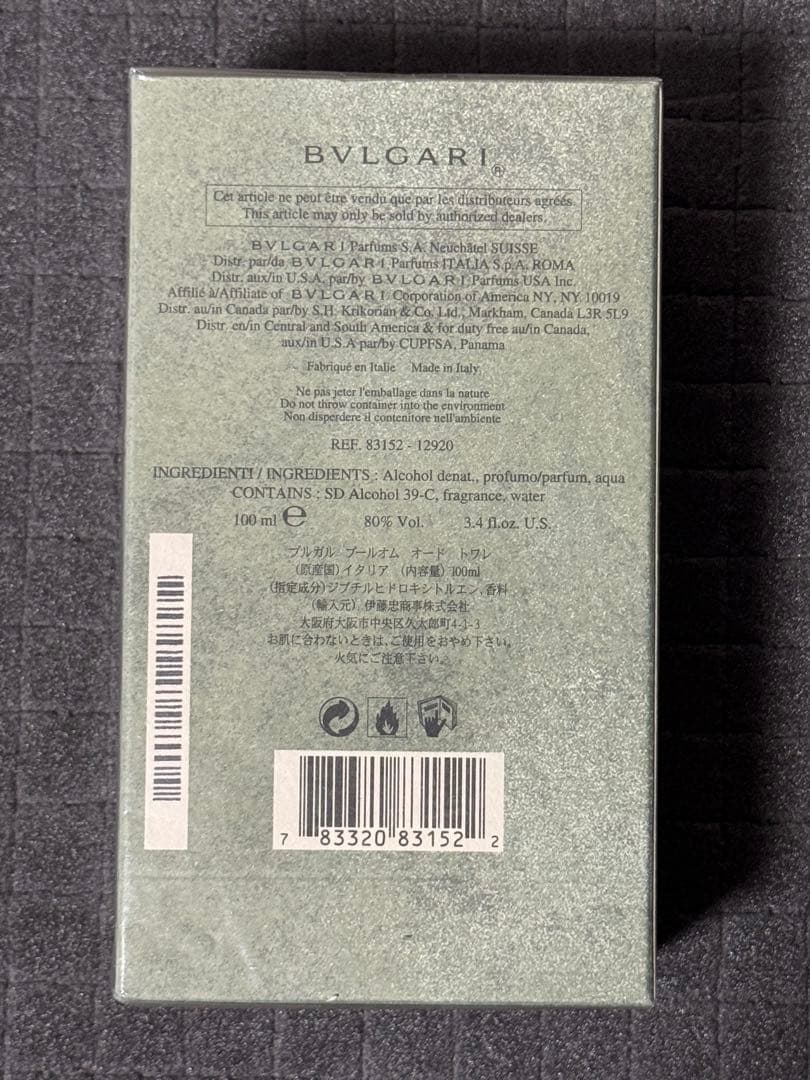 BVLGARI®
Cet article ne peut être vendu que par les distributeurs agréés.
This article may only be sold by authorized dealers.
BVLGARI Parfums S.A. Neuchâtel SUISSE
Distr. par/da BVLGARI Parfums ITALIA S.p.A. ROMA
Distr. aux/in U.S.A. par/by BVLGARI Parfums USA Inc.
Affilié à/Affiliate of BVLGARI Corporation of America NY, NY 10019
Distr. au/in Canada par/by S.H. Krikorian & Co. Ltd., Markham, Canada L3R 5L9
Distr. en/in Central and South America & for duty free au/in Canada,
aux/in U.S.A par/by CUPFSA, Panama
Fabriqué en Italie Made in Italy
Ne pas jeter l'emballage dans la nature
Do not throw container into the environment
Non disperdere il contenitore nell'ambiente
REF. 83152 - 12920
INGREDIENTI / INGREDIENTS : Alcohol denat., profumo/parfum, aqua
CONTAINS : SD Alcohol 39-C, fragrance, water
100 ml ℮ 80% Vol. 3.4 fl.oz. U.S.
ブルガル プールオム オード トワレ
(原産国)イタリア (内容量) 100ml
(指定成分)ジブチルヒドロキシトルエン,香料
(輸入元) 伊藤忠商事株式会社
大阪府大阪市中央区久太郎町4-1-3
お肌に合わないときは、ご使用をおやめ下さい。
火気にご注意下さい。
7 83320 83152 2